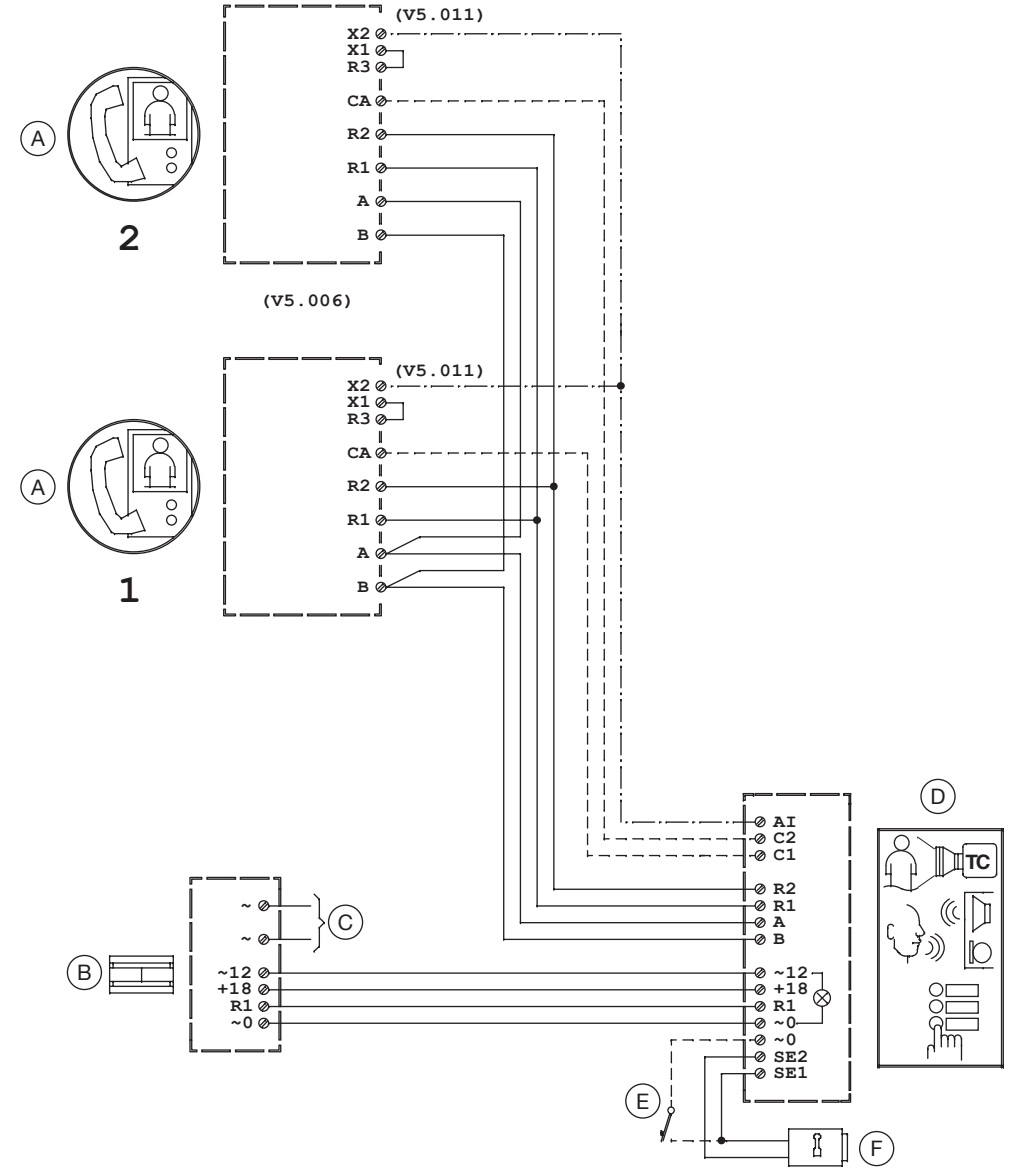 (V5.011)
X2
X1
R3
CA
R2
R1
A
B
A
2
(V5.006)
(V5.011)
X2
X1
R3
CA
R2
R1
A
B
A
1
D
AI
C2
C1
R2
R1
A
B
~12
+18
R1
~0
~0
SE2
SE1
TC
~
~
C
B
~12
+18
R1
~0
E
F